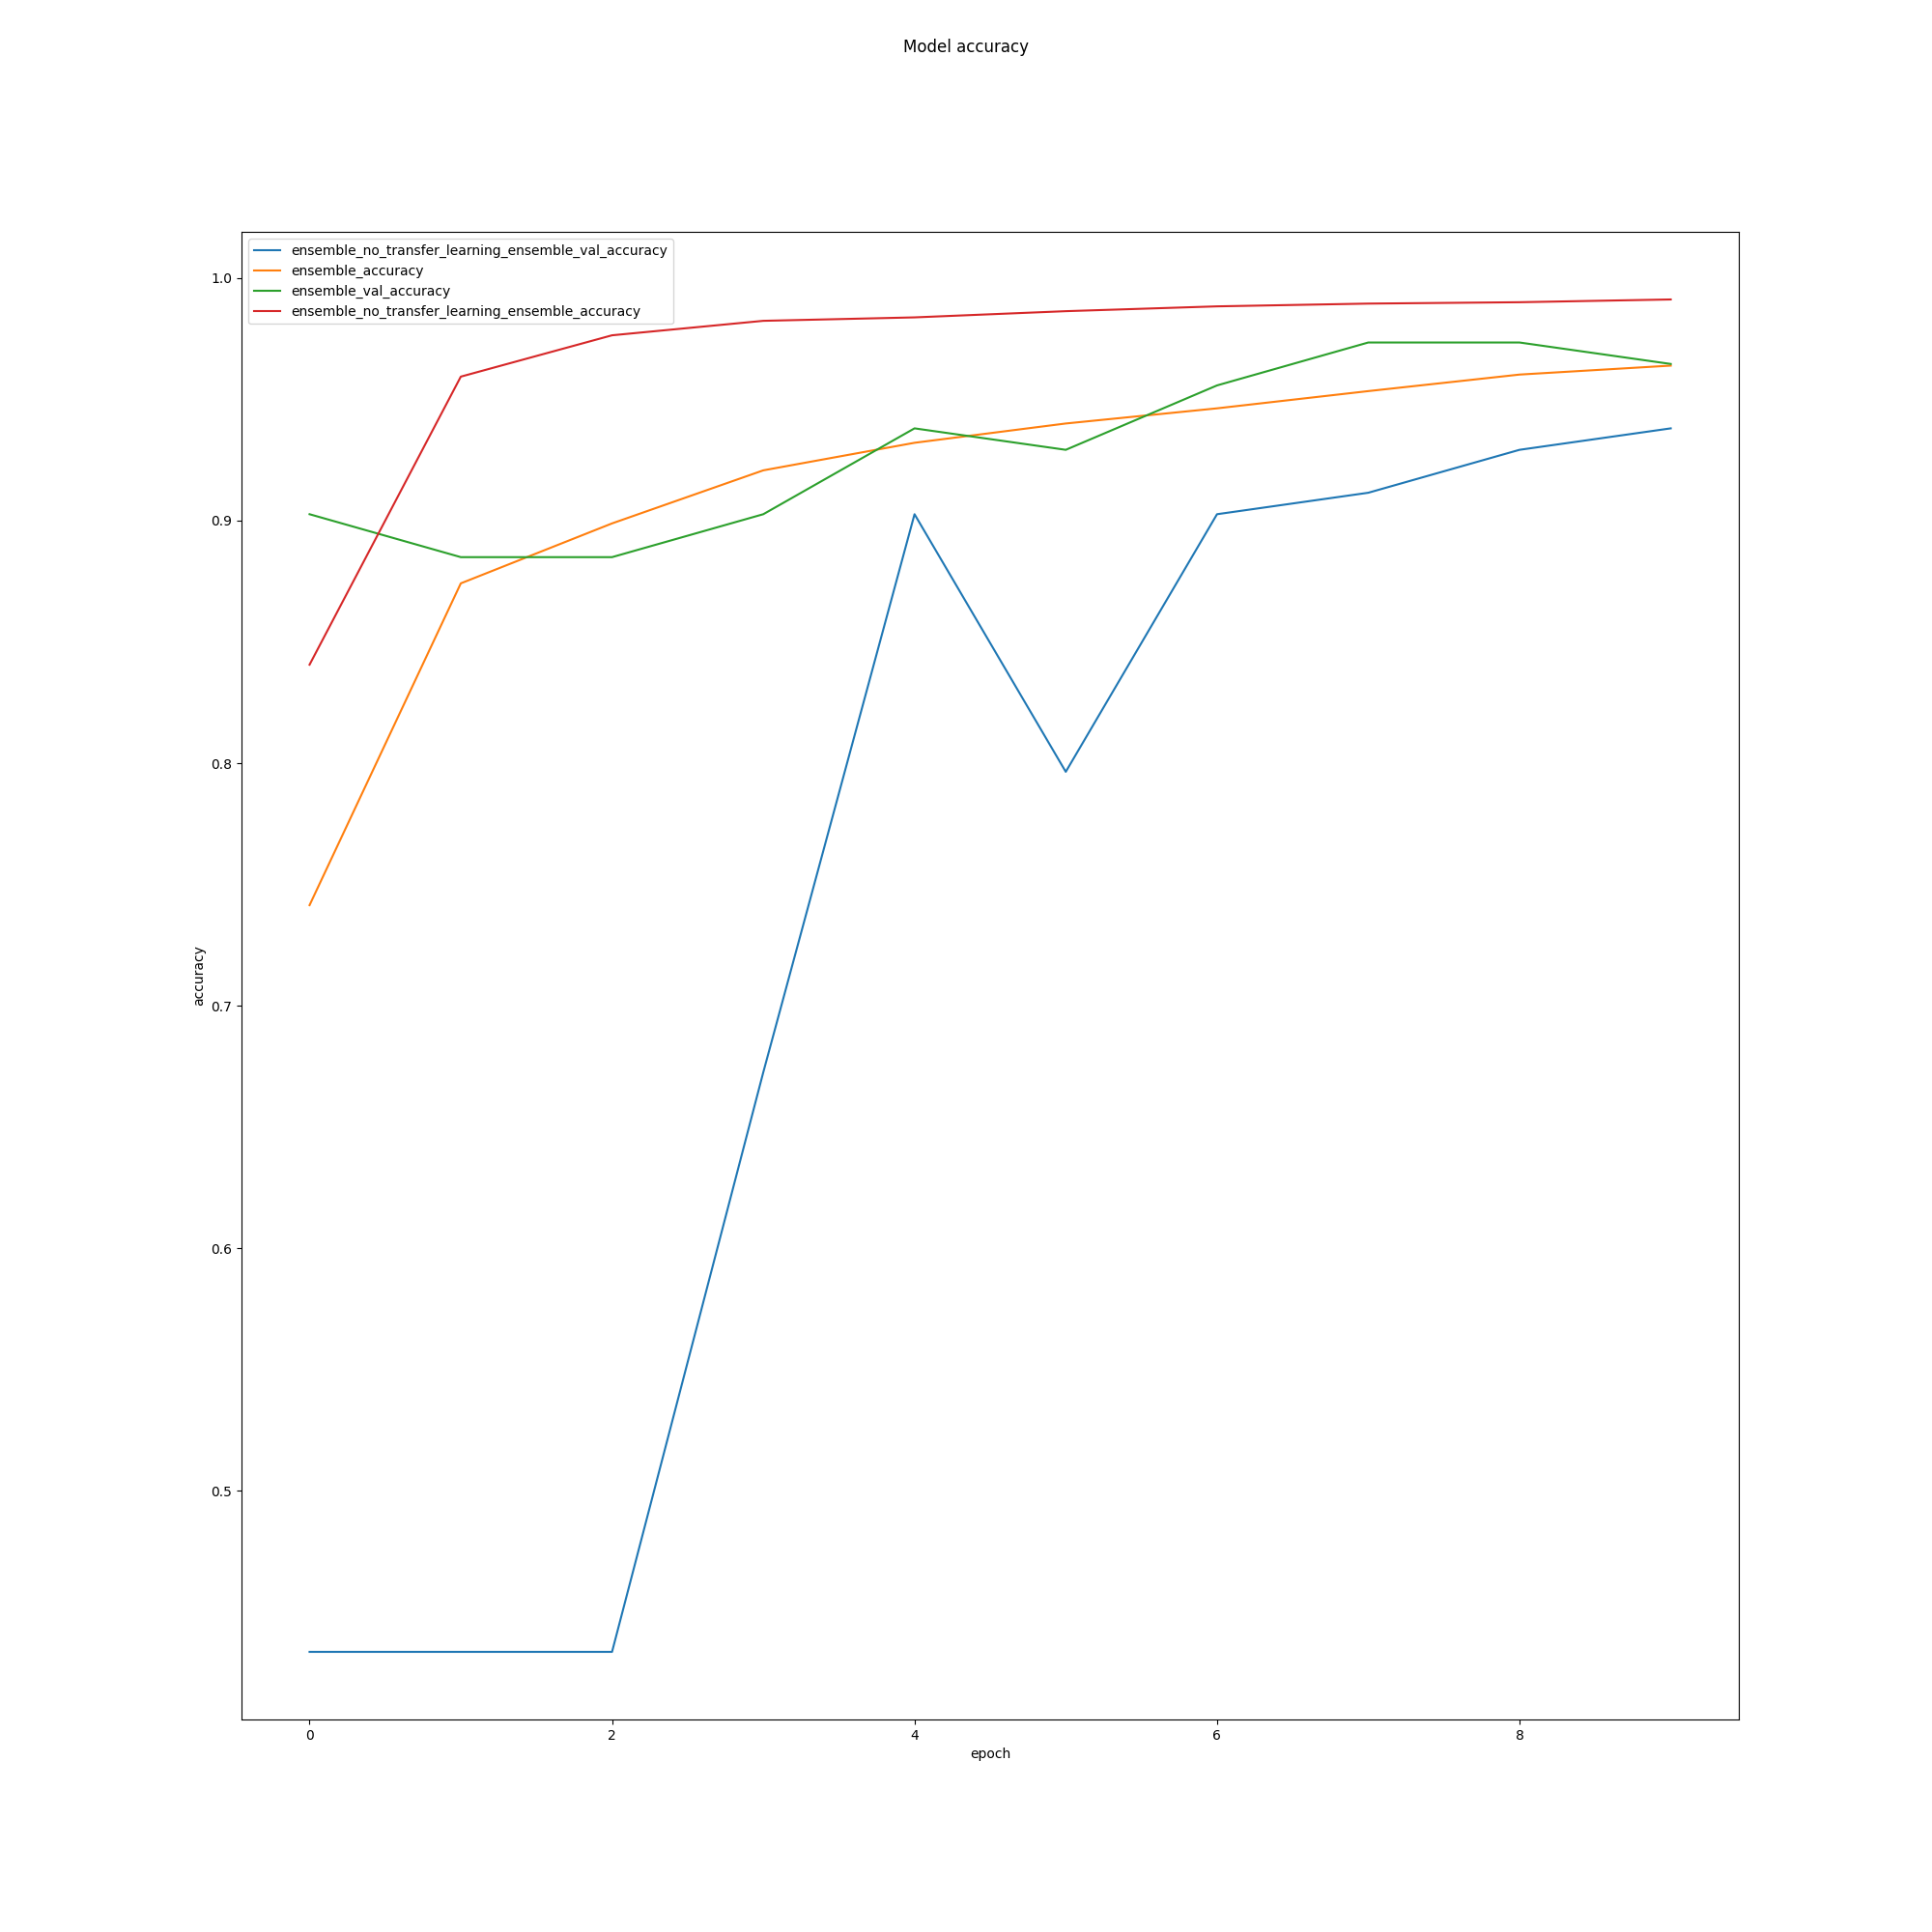 Model accuracy
ensemble_no_transfer_learning_ensemble_val_accuracy
ensemble_accuracy
ensemble_val_accuracy
ensemble_no_transfer_learning_ensemble_accuracy
1.0
0.9
0.8
0.7
0.6
0.5
accuracy
0 2 4 6 8
epoch